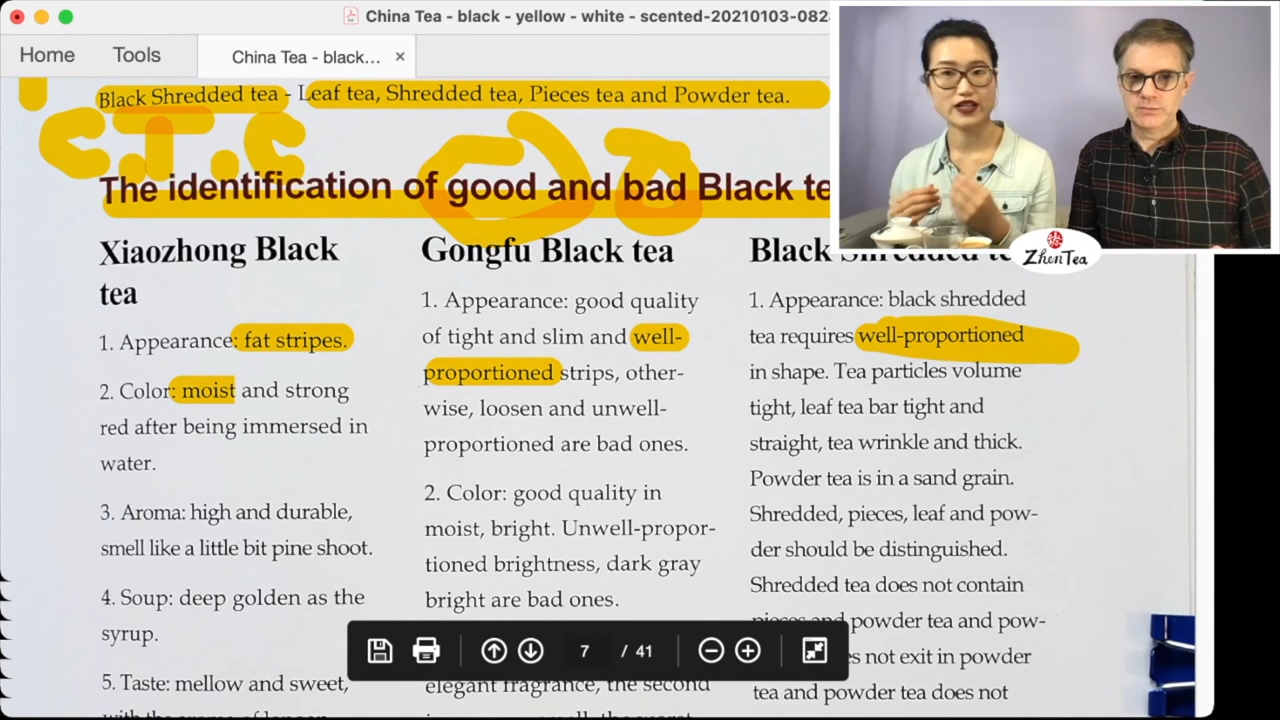 China Tea - black - yellow - white - scented-20210103-082
Home
Tools
China Tea - black…
Black Shredded tea - Leaf tea, Shredded tea, Pieces tea and Powder tea.
C.T.C
The identification of good and bad Black te
Xiaozhong Black
tea
1. Appearance: fat stripes.
2. Color: moist and strong
red after being immersed in
water.
3. Aroma: high and durable,
smell like a little bit pine shoot.
4. Soup: deep golden as the
syrup.
5. Taste: mellow and sweet,
Gongfu Black tea
1. Appearance: good quality
of tight and slim and well-
proportioned strips, other-
wise, loosen and unwell-
proportioned are bad ones.
2. Color: good quality in
moist, bright. Unwell-propor-
tioned brightness, dark gray
bright are bad ones.
elegant fragrance, the second
Black Shredded te
1. Appearance: black shredded
tea requires well-proportioned
in shape. Tea particles volume
tight, leaf tea bar tight and
straight, tea wrinkle and thick.
Powder tea is in a sand grain.
Shredded, pieces, leaf and pow-
der should be distinguished.
Shredded tea does not contain
pieces and powder tea and pow-
es not exit in powder
tea and powder tea does not
ZhenTea
7 / 41